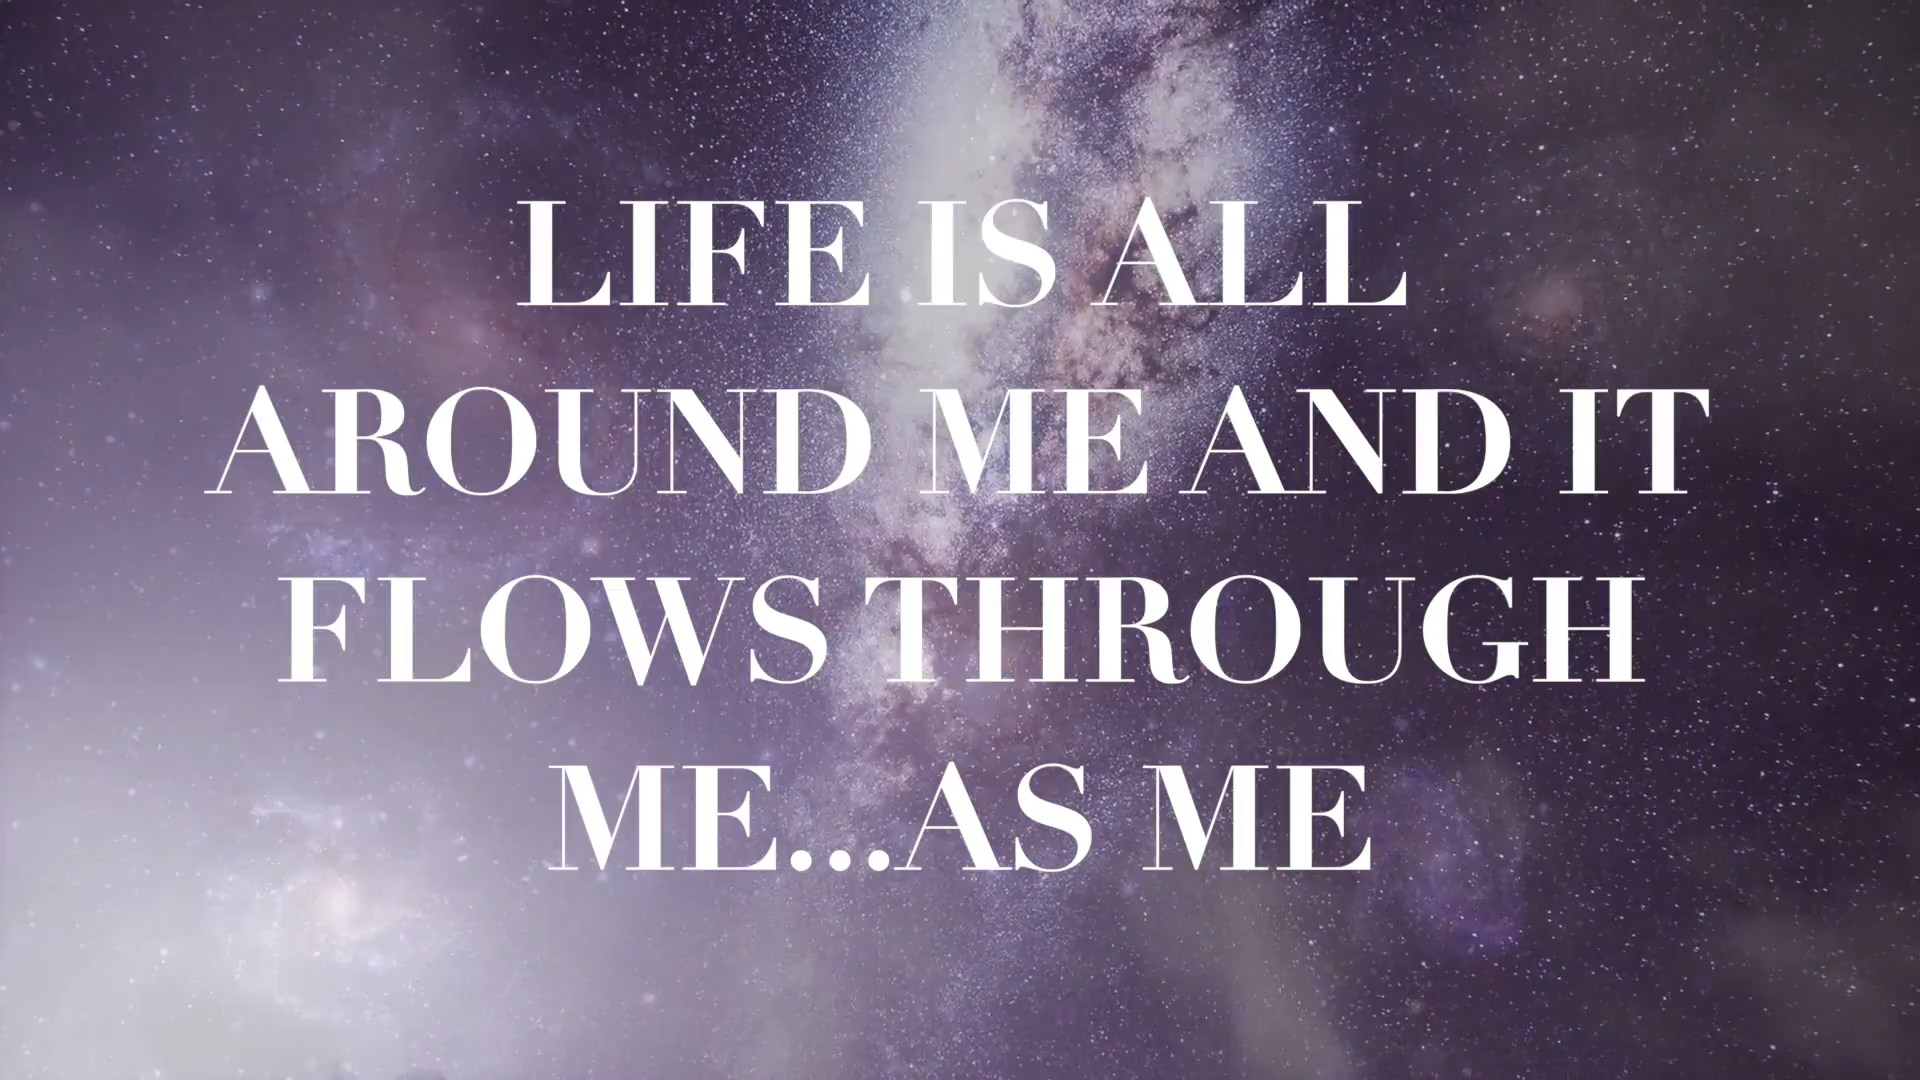 LIFE IS ALL
AROUND ME AND IT
FLOWS THROUGH
ME...AS ME